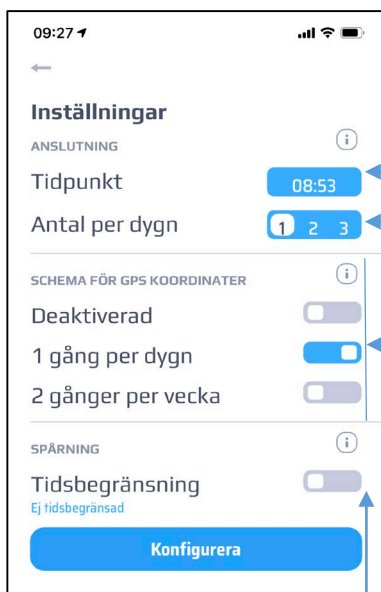 09:27
Inställningar
ANSLUTNING
Tidpunkt 08:53
Antal per dygn 1 2 3
SCHEMA FÖR GPS KOORDINATER
Deaktiverad
1 gång per dygn
2 gånger per vecka
SPÅRNING
Tidsbegränsning
Ej tidsbegränsad
Konfigurera